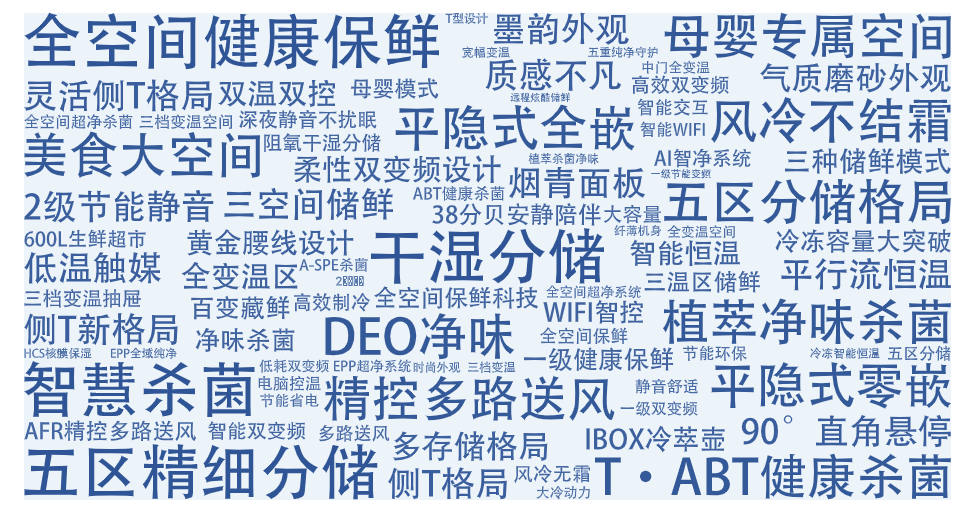 全空间健康保鲜
T型设计
墨韵外观
母婴专属空间
宽幅变温
五重纯净守护
质感不凡
中门全变温
气质磨砂外观
灵活侧T格局
双温双控
母婴模式
高效双变频
远程炫酷储鲜
智能交互
风冷不结霜
全空间超净杀菌
三档变温空间
深夜静音不扰眠
平隐式全嵌
智能WIFI
美食大空间
阻氧干湿分储
柔性双变频设计
植萃杀菌净味
AI智净系统
三种储鲜模式
一级节能变频
烟青面板
ABT健康杀菌
五区分储格局
2级节能静音
三空间储鲜
38分贝安静陪伴
大容量
纤薄机身
全变温空间
600L生鲜超市
黄金腰线设计
干湿分储
智能恒温
冷冻容量大突破
低温触媒
全变温区
A-SPE杀菌
三温区储鲜
平行流恒温
三档变温抽屉
百变藏鲜
高效制冷
全空间保鲜科技
全空间超净系统
WIFI智控
植萃净味杀菌
侧T新格局
净味杀菌
DEO净味
全空间保鲜
HCS核膜保湿
EPP全域纯净
一级健康保鲜
节能环保
冷冻智能恒温
五区分储
智慧杀菌
低耗双变频
EPP超净系统
时尚外观
三档变温
电脑控温
节能省电
精控多路送风
静音舒适
一级双变频
平隐式零嵌
AFR精控多路送风
智能双变频
多路送风
多存储格局
IBOX冷萃壶
90°直角悬停
五区精细分储
侧T格局
风冷无霜
大冷动力
T·ABT健康杀菌